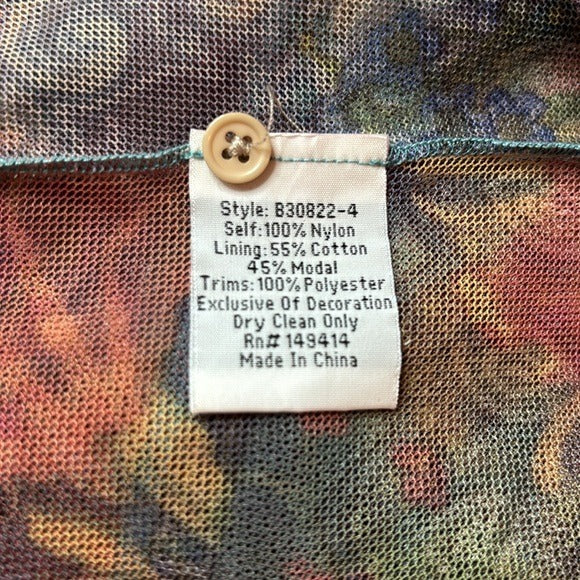 Style: B30822-4
Self:100% Nylon
Lining: 55% Cotton
45% Modal
Trims: 100% Polyester
Exclusive Of Decoration
Dry Clean Only
Rn# 149414
Made In China